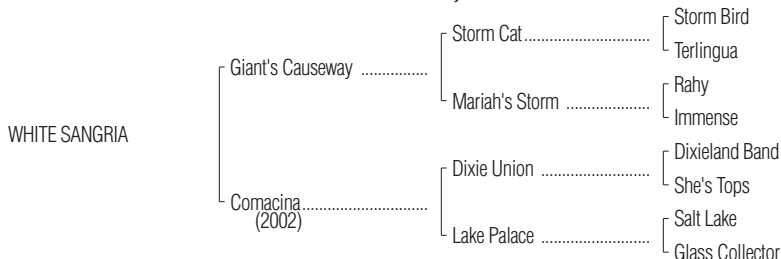 Storm Bird
Storm Cat
Terlingua
Giant's Causeway
Rahy
Mariah's Storm
Immense
WHITE SANGRIA
Dixieland Band
Dixie Union
She's Tops
Comacina
(2002)
Salt Lake
Lake Palace
Glass Collector